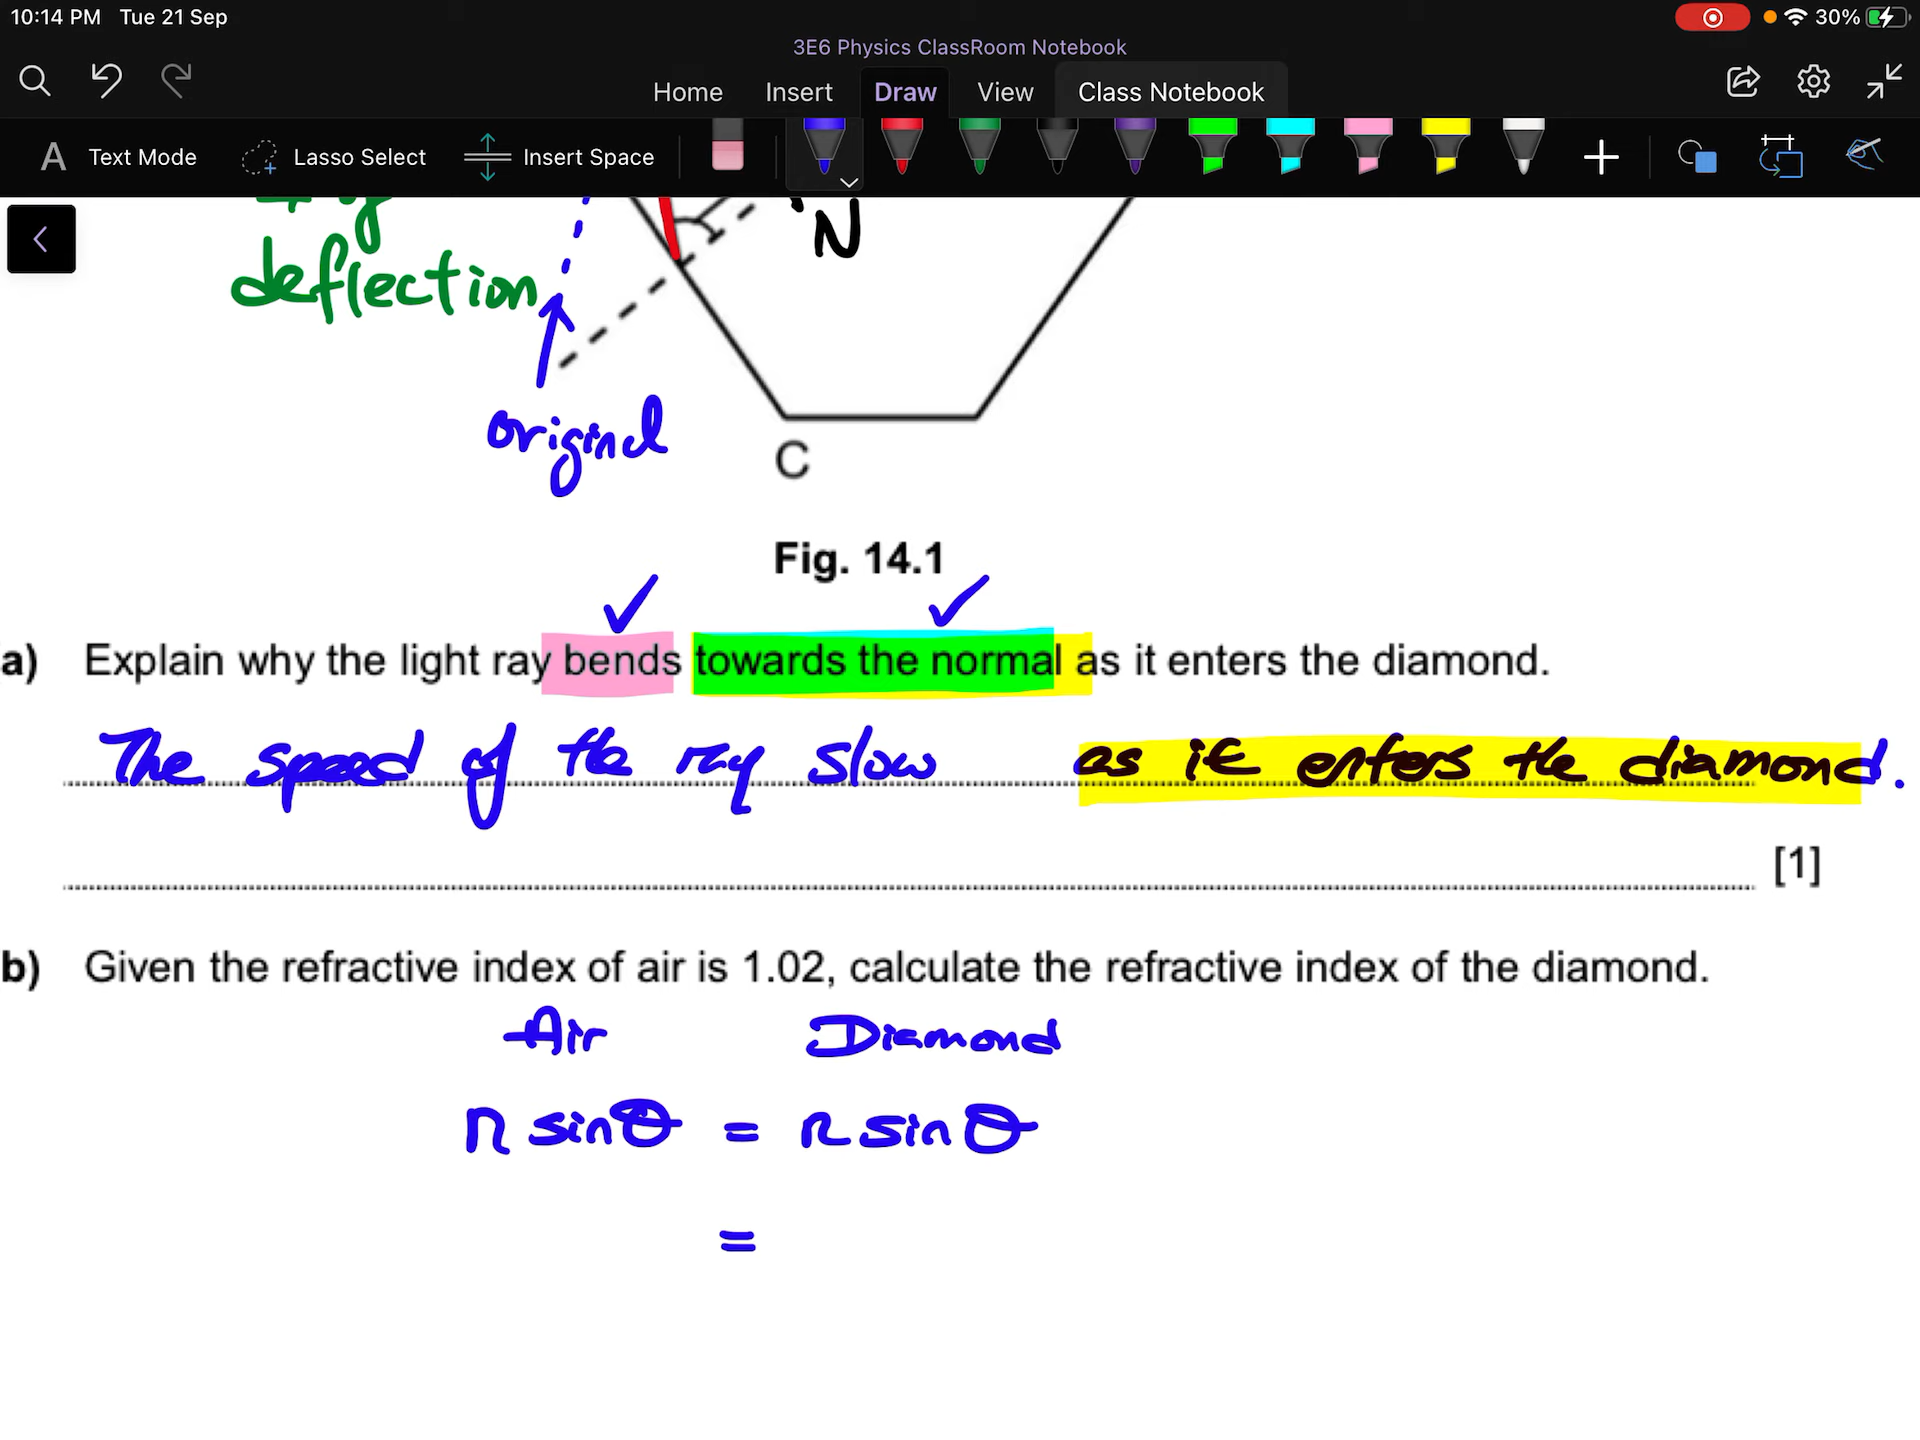 10:14 PM Tue 21 Sep
30%
3E6 Physics ClassRoom Notebook
Home Insert Draw View Class Notebook
A Text Mode Lasso Select Insert Space
N
deflection
original
C
Fig. 14.1
a) Explain why the light ray bends towards the normal as it enters the diamond.
The speed of the ray slow as it enters the diamond.
[1]
b) Given the refractive index of air is 1.02, calculate the refractive index of the diamond.
Air Diamond
n sinθ = n sinθ
=